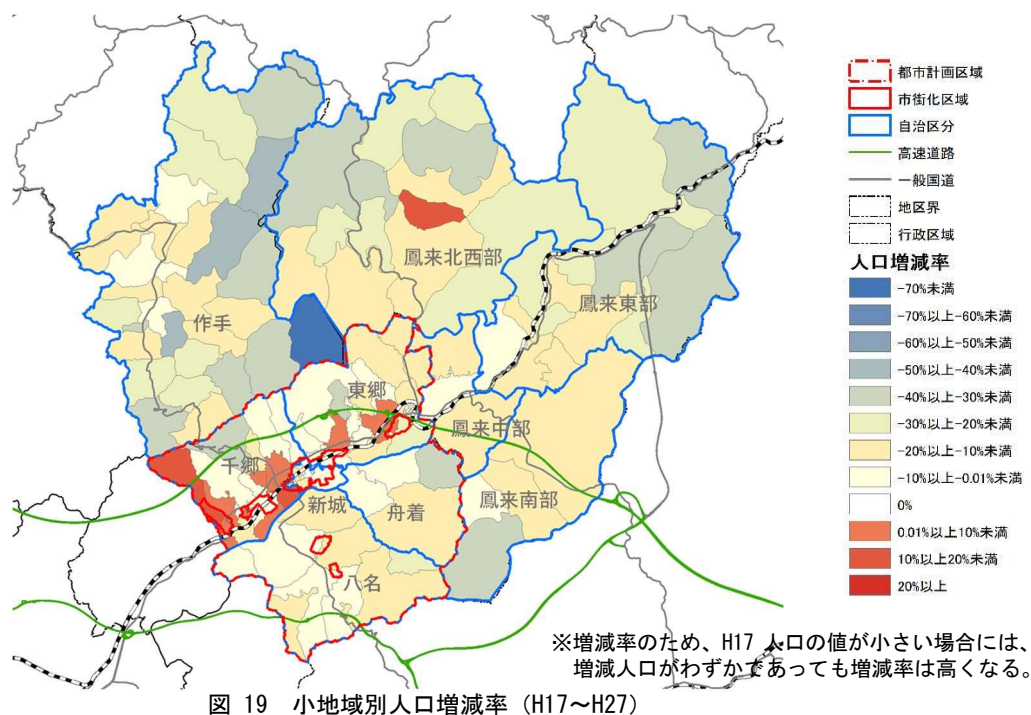 都市計画区域
市街化区域
自治区分
高速道路
一般国道
地区界
行政区域
人口増減率
-70%未満
-70%以上-60%未満
-60%以上-50%未満
-50%以上-40%未満
-40%以上-30%未満
-30%以上-20%未満
-20%以上-10%未満
-10%以上-0.01%未満
0%
0.01%以上10%未満
10%以上20%未満
20%以上
鳳来北西部
鳳来東部
作手
東郷
鳳来中部
千郷
新城
舟着
鳳来南部
八名
※増減率のため、H17 人口の値が小さい場合には、
増減人口がわずかであっても増減率は高くなる。
図 19 小地域別人口増減率（H17～H27）